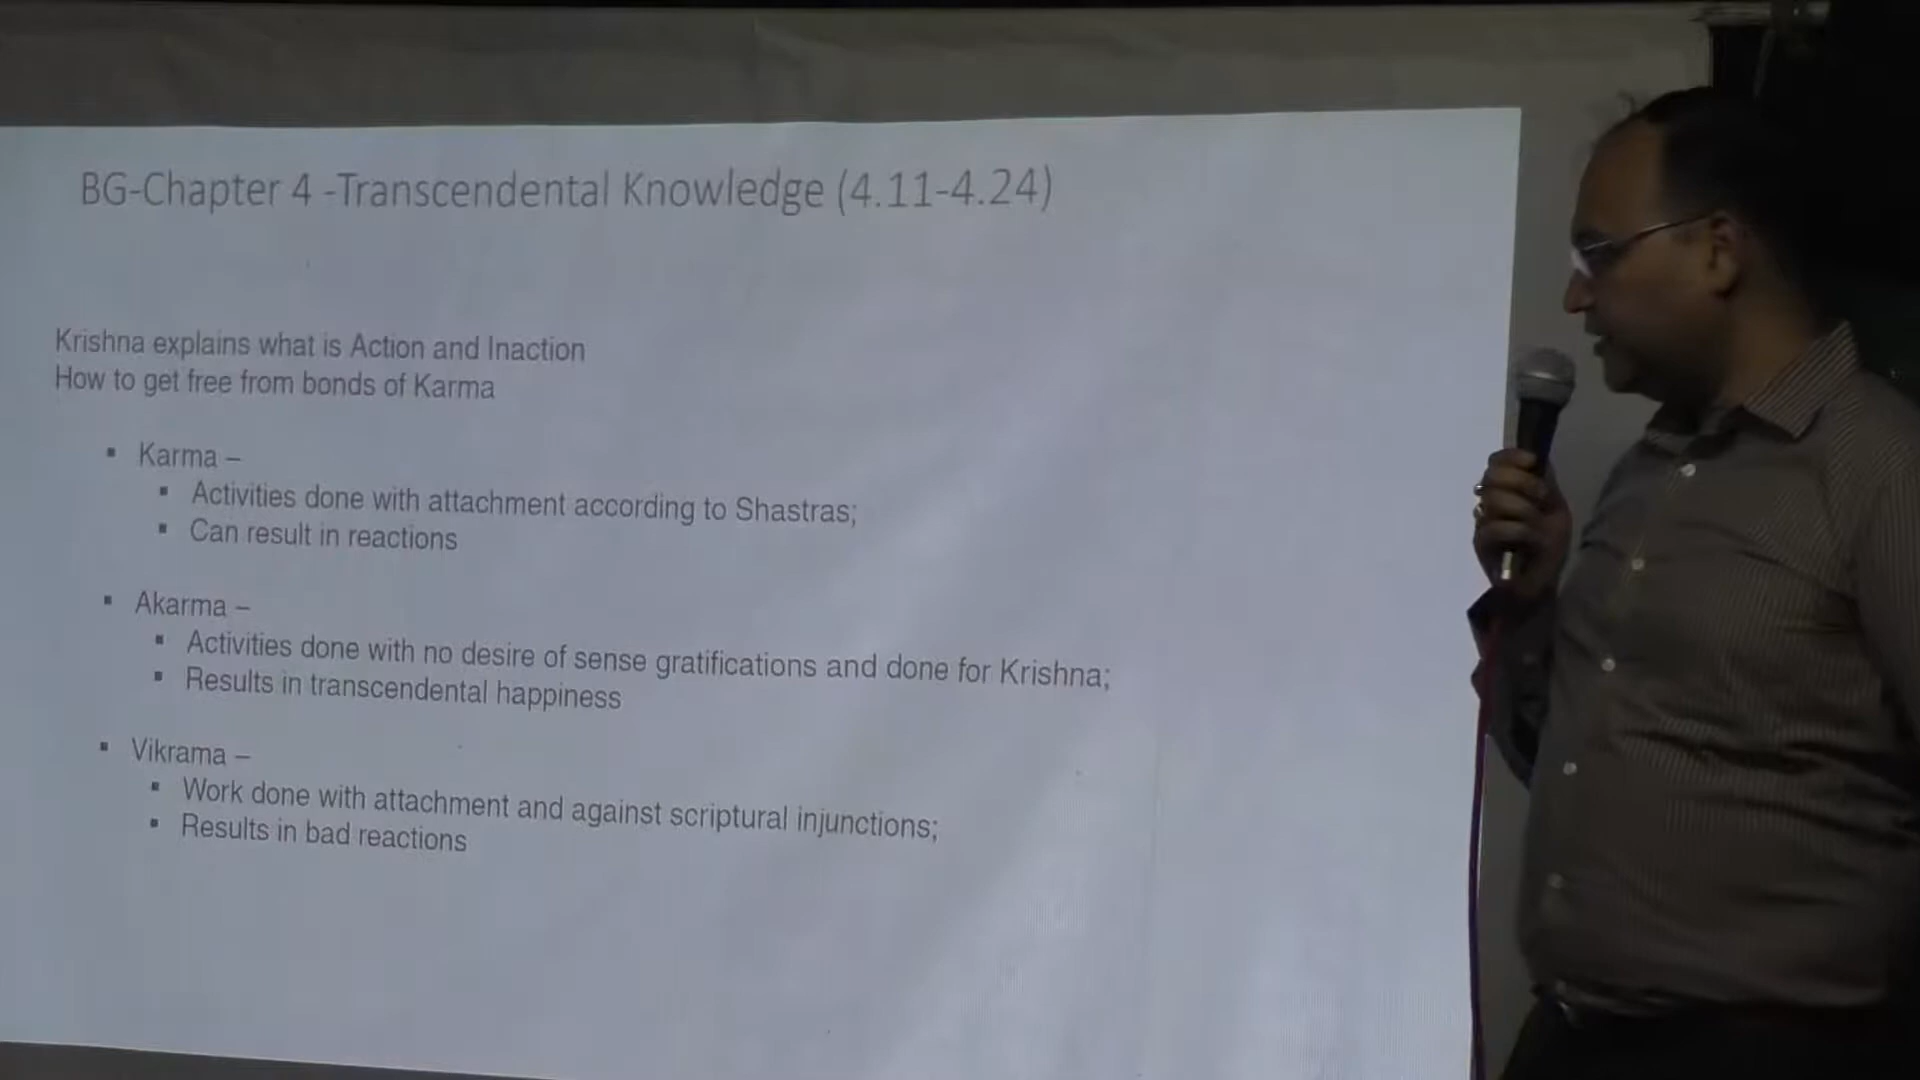 BG-Chapter 4 -Transcendental Knowledge (4.11-4.24)
Krishna explains what is Action and Inaction
How to get free from bonds of Karma
▪ Karma –
▪ Activities done with attachment according to Shastras;
▪ Can result in reactions
▪ Akarma –
▪ Activities done with no desire of sense gratifications and done for Krishna;
▪ Results in transcendental happiness
▪ Vikrama –
▪ Work done with attachment and against scriptural injunctions;
▪ Results in bad reactions